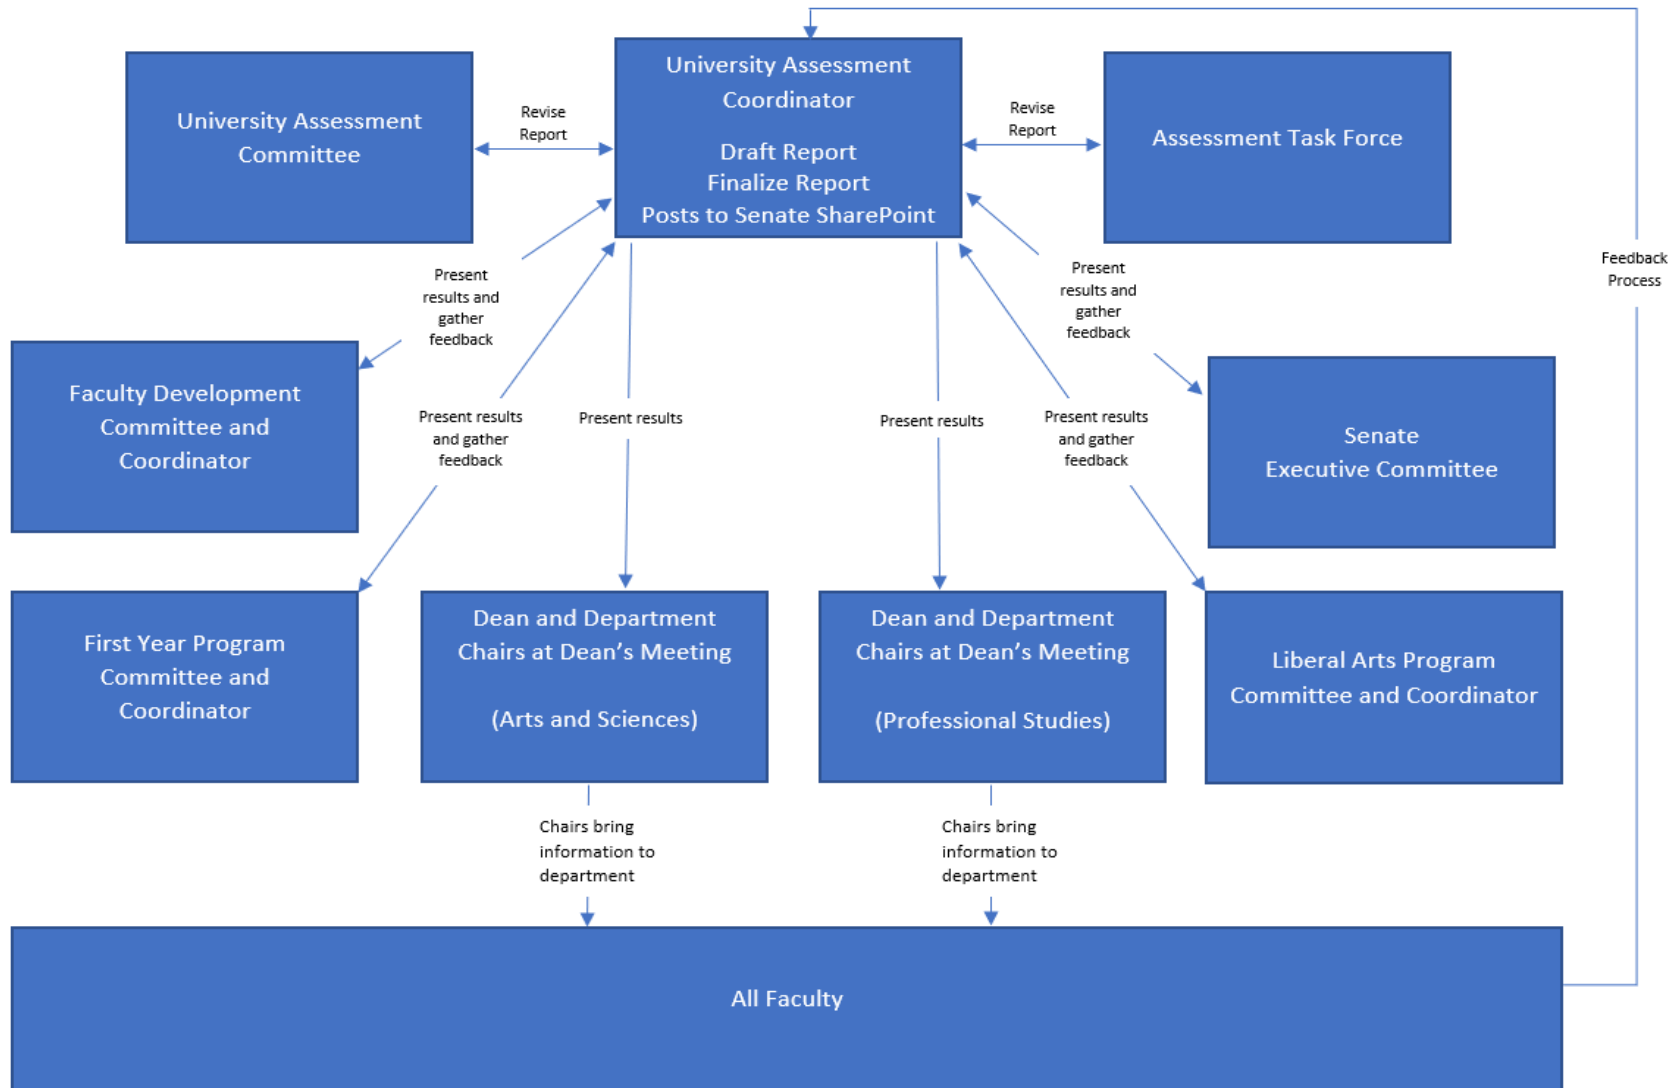 University Assessment
Committee
Revise
Report
University Assessment
Coordinator
Draft Report
Finalize Report
Posts to Senate SharePoint
Revise
Report
Assessment Task Force
Feedback
Process
Present
results and
gather
feedback
Present
results and
gather
feedback
Faculty Development
Committee and
Coordinator
Present results
and gather
feedback
Present results
Present results
Present results
and gather
feedback
Senate
Executive Committee
First Year Program
Committee and
Coordinator
Dean and Department
Chairs at Dean’s Meeting
(Arts and Sciences)
Dean and Department
Chairs at Dean’s Meeting
(Professional Studies)
Liberal Arts Program
Committee and Coordinator
Chairs bring
information to
department
Chairs bring
information to
department
All Faculty